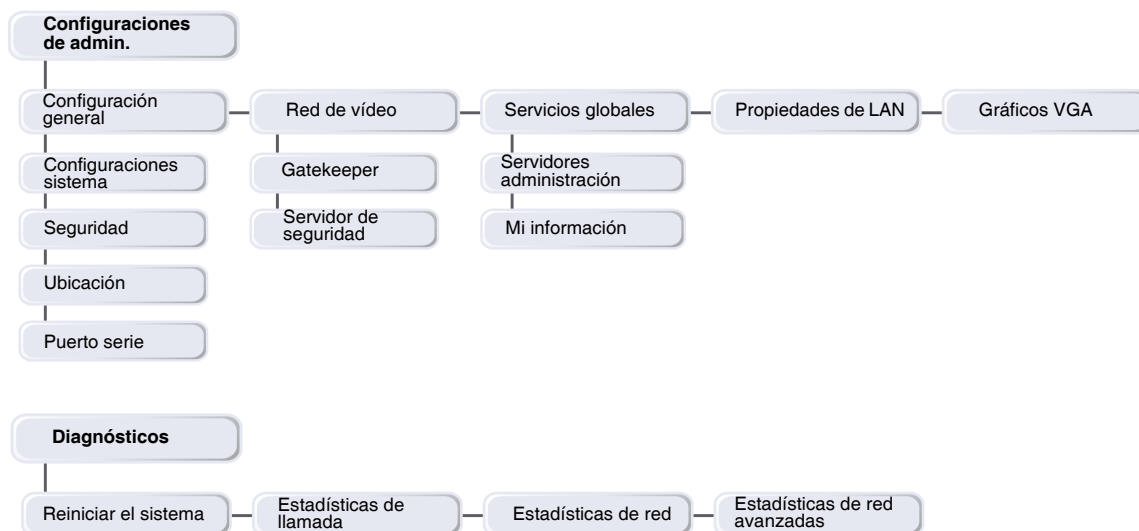 Configuraciones
de admin.
Configuración
general
Red de vídeo
Servicios globales
Propiedades de LAN
Gráficos VGA
Configuraciones
sistema
Gatekeeper
Servidores
administración
Seguridad
Servidor de
seguridad
Mi información
Ubicación
Puerto serie
Diagnósticos
Reiniciar el sistema
Estadísticas de
llamada
Estadísticas de red
Estadísticas de red
avanzadas